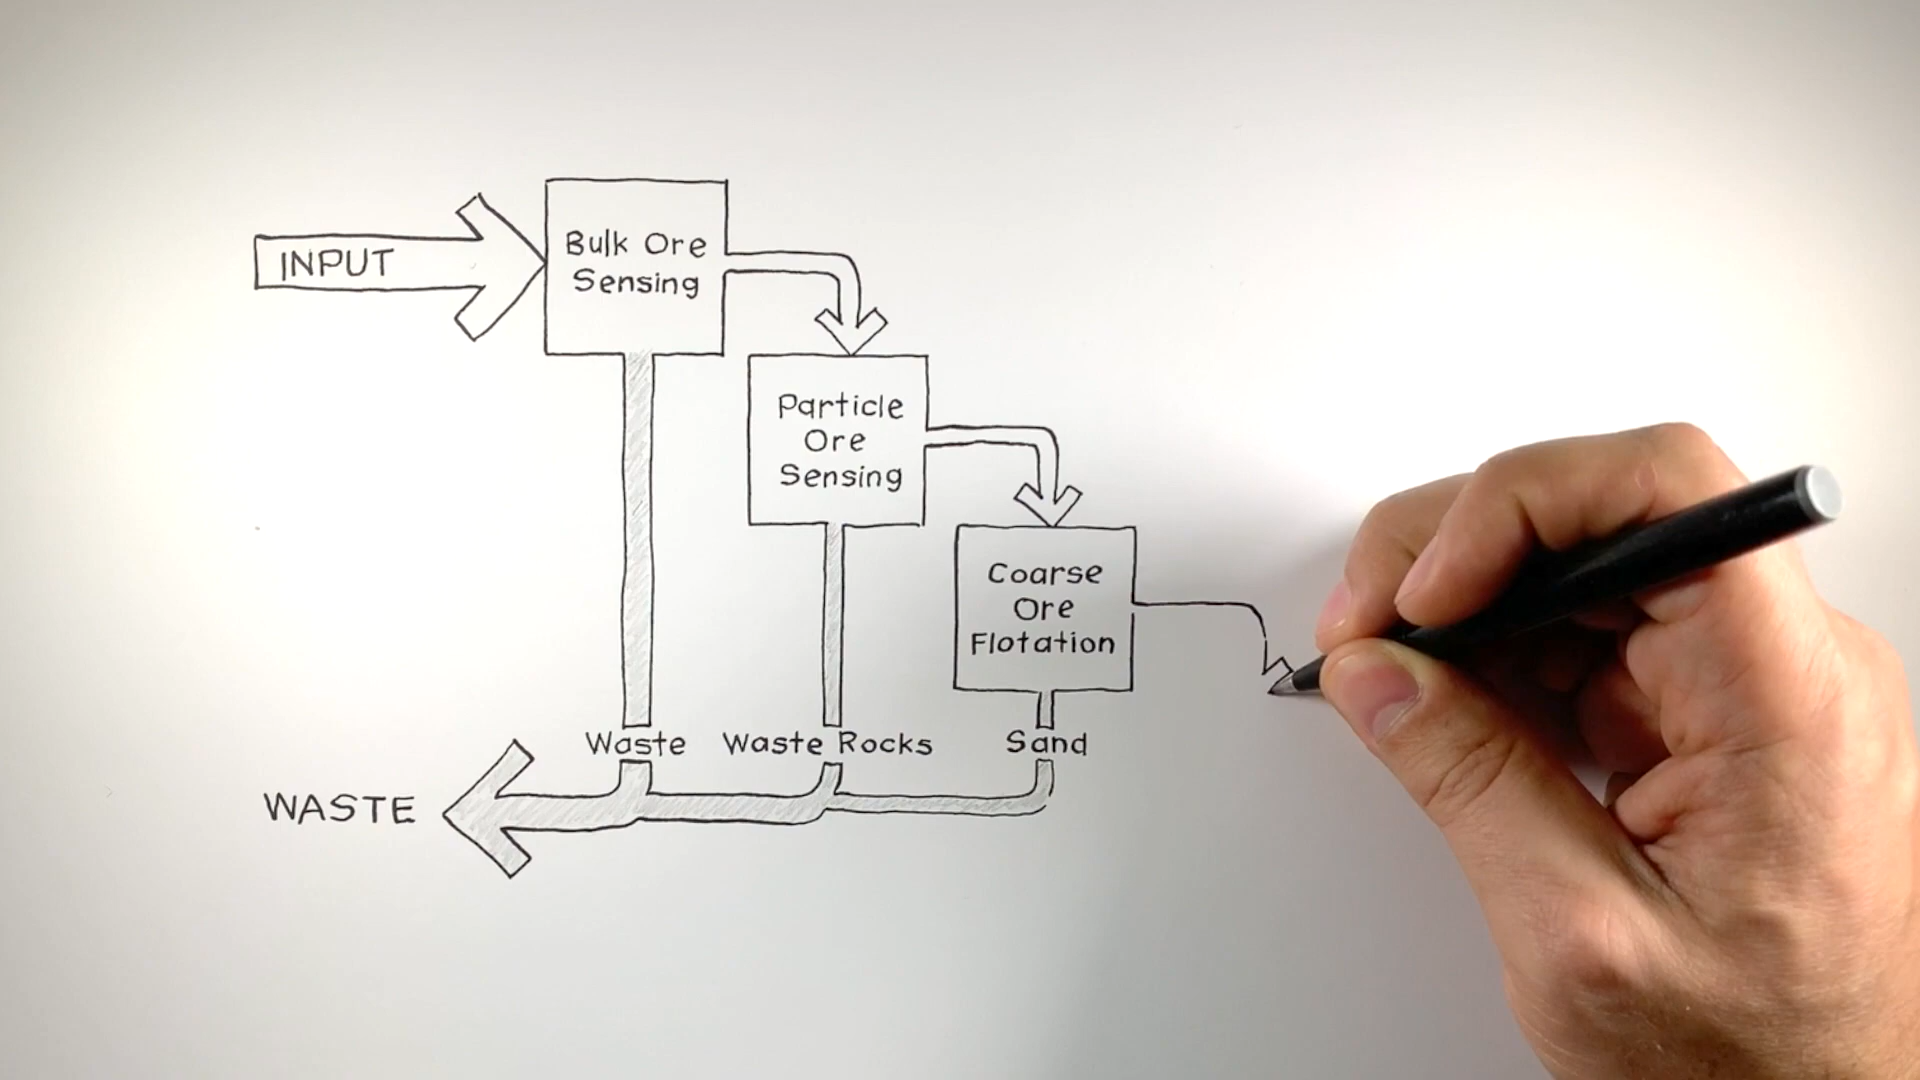 INPUT
Bulk Ore
Sensing
Particle
Ore
Sensing
Coarse
Ore
Flotation
Waste
Waste Rocks
Sand
WASTE